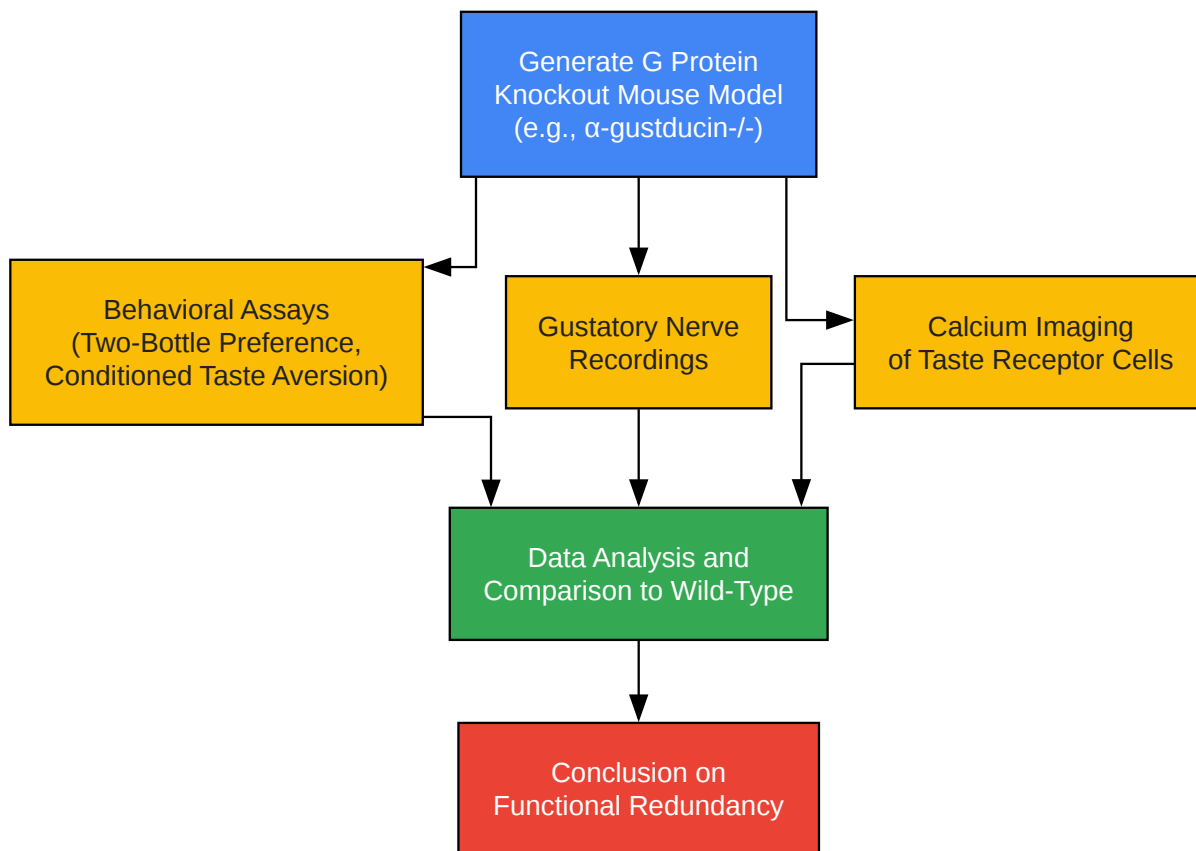 Generate G Protein
Knockout Mouse Model
(e.g., α-gustducin-/-)
Behavioral Assays
(Two-Bottle Preference,
Conditioned Taste Aversion)
Gustatory Nerve
Recordings
Calcium Imaging
of Taste Receptor Cells
Data Analysis and
Comparison to Wild-Type
Conclusion on
Functional Redundancy